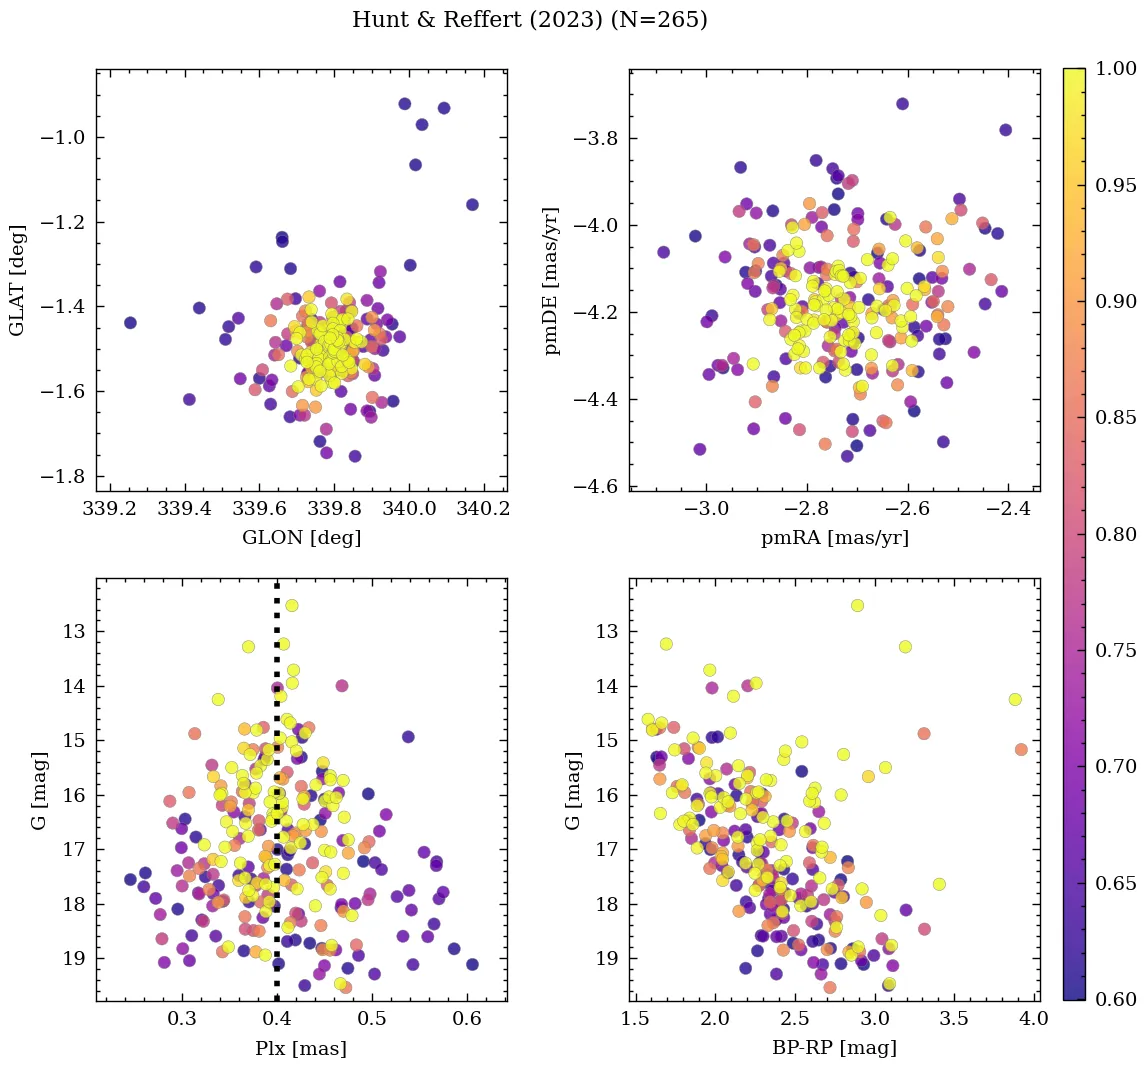 Hunt & Reffert (2023) (N=265)
GLAT [deg]
−1.0
−1.2
−1.4
−1.6
−1.8
339.2 339.4 339.6 339.8 340.0 340.2
GLON [deg]
pmDE [mas/yr]
−3.8
−4.0
−4.2
−4.4
−4.6
−3.0 −2.8 −2.6 −2.4
pmRA [mas/yr]
G [mag]
13
14
15
16
17
18
19
0.3 0.4 0.5 0.6
Plx [mas]
G [mag]
13
14
15
16
17
18
19
1.5 2.0 2.5 3.0 3.5 4.0
BP-RP [mag]
1.00
0.95
0.90
0.85
0.80
0.75
0.70
0.65
0.60